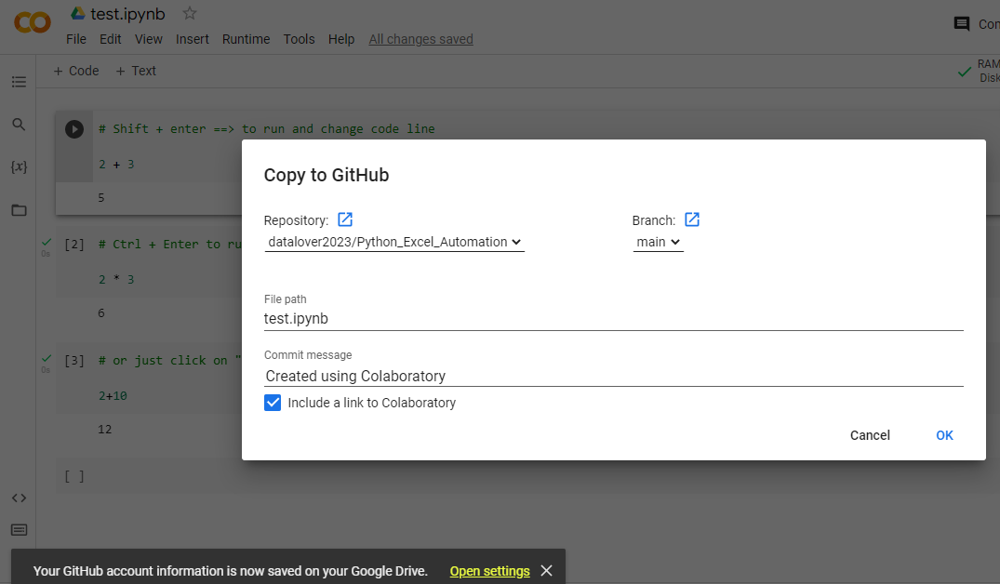 test.ipynb
File Edit View Insert Runtime Tools Help All changes saved
+ Code + Text
RAM
Disk
# Shift + enter ==> to run and change code line
2 + 3
5
[2] # Ctrl + Enter to ru
0s
2 * 3
6
[3] # or just click on "
0s
2+10
12
[ ]
Copy to GitHub
Repository:
Branch:
datalover2023/Python_Excel_Automation
main
File path
test.ipynb
Commit message
Created using Colaboratory
Include a link to Colaboratory
Cancel OK
Your GitHub account information is now saved on your Google Drive. Open settings